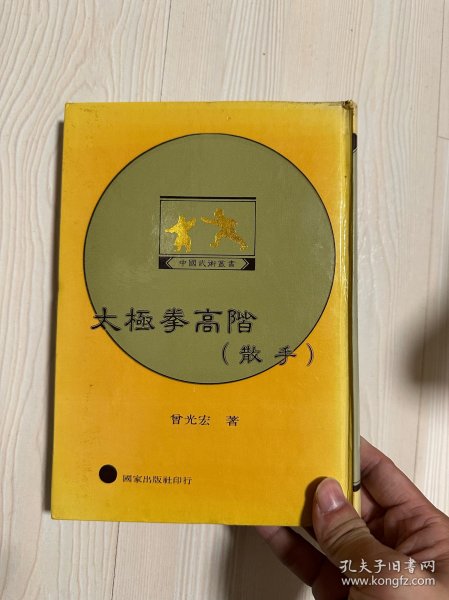 中國武術叢書
太極拳高階
（散手）
曾光宏 著
國家出版社印行
孔夫子旧书网
www.kongfz.com